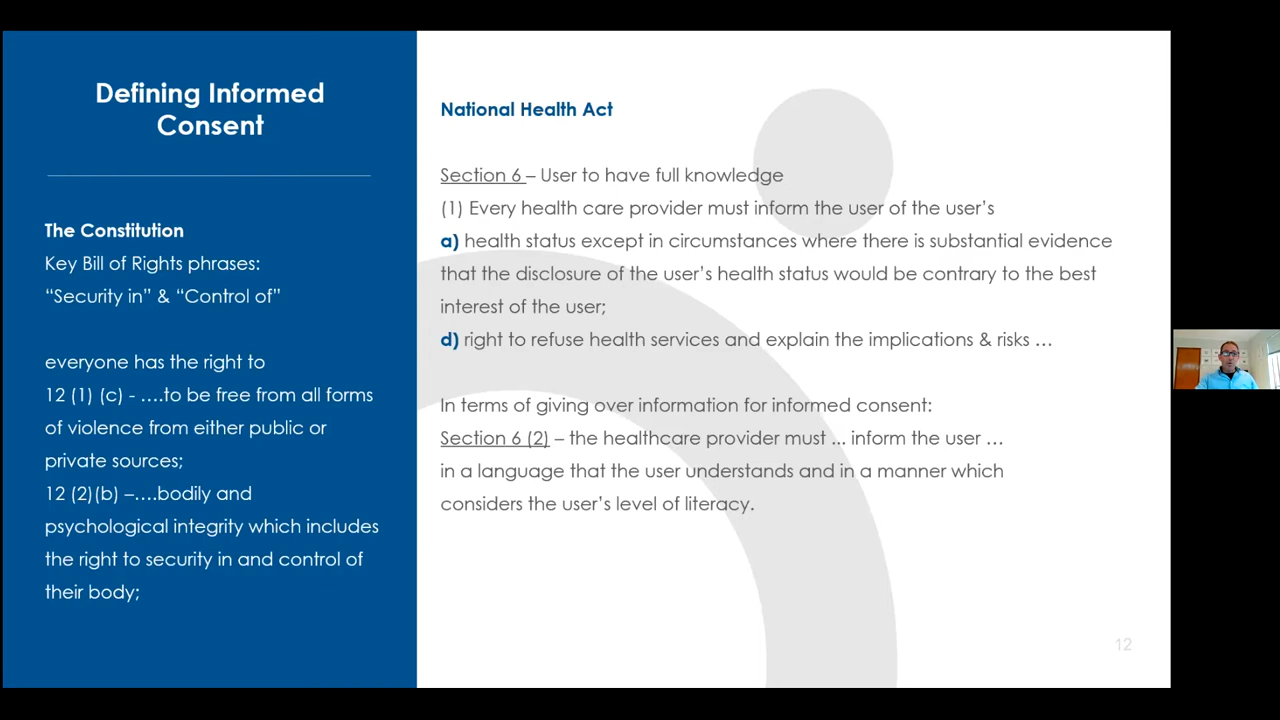 Defining Informed
Consent
The Constitution
Key Bill of Rights phrases:
“Security in” & “Control of”
everyone has the right to
12 (1) (c) - ….to be free from all forms
of violence from either public or
private sources;
12 (2)(b) –….bodily and
psychological integrity which includes
the right to security in and control of
their body;
National Health Act
Section 6 – User to have full knowledge
(1) Every health care provider must inform the user of the user’s
a) health status except in circumstances where there is substantial evidence
that the disclosure of the user’s health status would be contrary to the best
interest of the user;
d) right to refuse health services and explain the implications & risks …
In terms of giving over information for informed consent:
Section 6 (2) – the healthcare provider must ... inform the user …
in a language that the user understands and in a manner which
considers the user’s level of literacy.
12